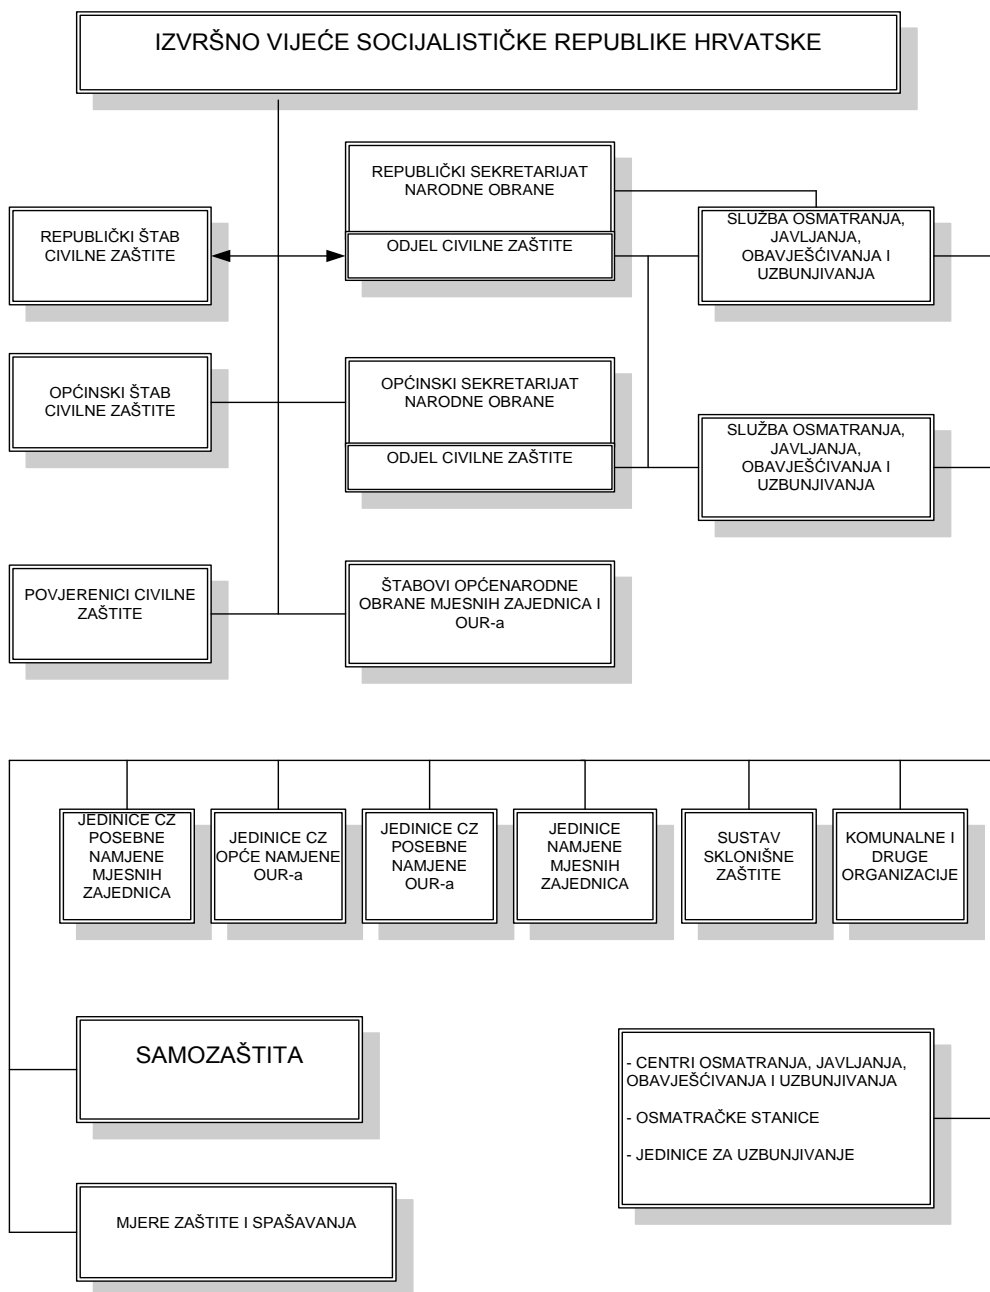 IZVRŠNO VIJEĆE SOCIJALISTIČKE REPUBLIKE HRVATSKE
REPUBLIČKI SEKRETARIJAT
NARODNE OBRANE
ODJEL CIVILNE ZAŠTITE
REPUBLIČKI ŠTAB
CIVILNE ZAŠTITE
SLUŽBA OSMATRANJA,
JAVLJANJA,
OBAVJEŠĆIVANJA I
UZBUNJIVANJA
OPĆINSKI ŠTAB
CIVILNE ZAŠTITE
OPĆINSKI SEKRETARIJAT
NARODNE OBRANE
ODJEL CIVILNE ZAŠTITE
SLUŽBA OSMATRANJA,
JAVLJANJA,
OBAVJEŠĆIVANJA I
UZBUNJIVANJA
POVJERENICI CIVILNE
ZAŠTITE
ŠTABOVI OPĆENARODNE
OBRANE MJESNIH ZAJEDNICA I
OUR-a
JEDINICE CZ
POSEBNE
NAMJENE
MJESNIH
ZAJEDNICA
JEDINICE CZ
OPĆE NAMJENE
OUR-a
JEDINICE CZ
POSEBNE
NAMJENE
OUR-a
JEDINICE
NAMJENE
MJESNIH
ZAJEDNICA
SUSTAV
SKLONIŠNE
ZAŠTITE
KOMUNALNE I
DRUGE
ORGANIZACIJE
SAMOZAŠTITA
- CENTRI OSMATRANJA, JAVLJANJA,
OBAVJEŠĆIVANJA I UZBUNJIVANJA
- OSMATRAČKE STANICE
- JEDINICE ZA UZBUNJIVANJE
MJERE ZAŠTITE I SPAŠAVANJA